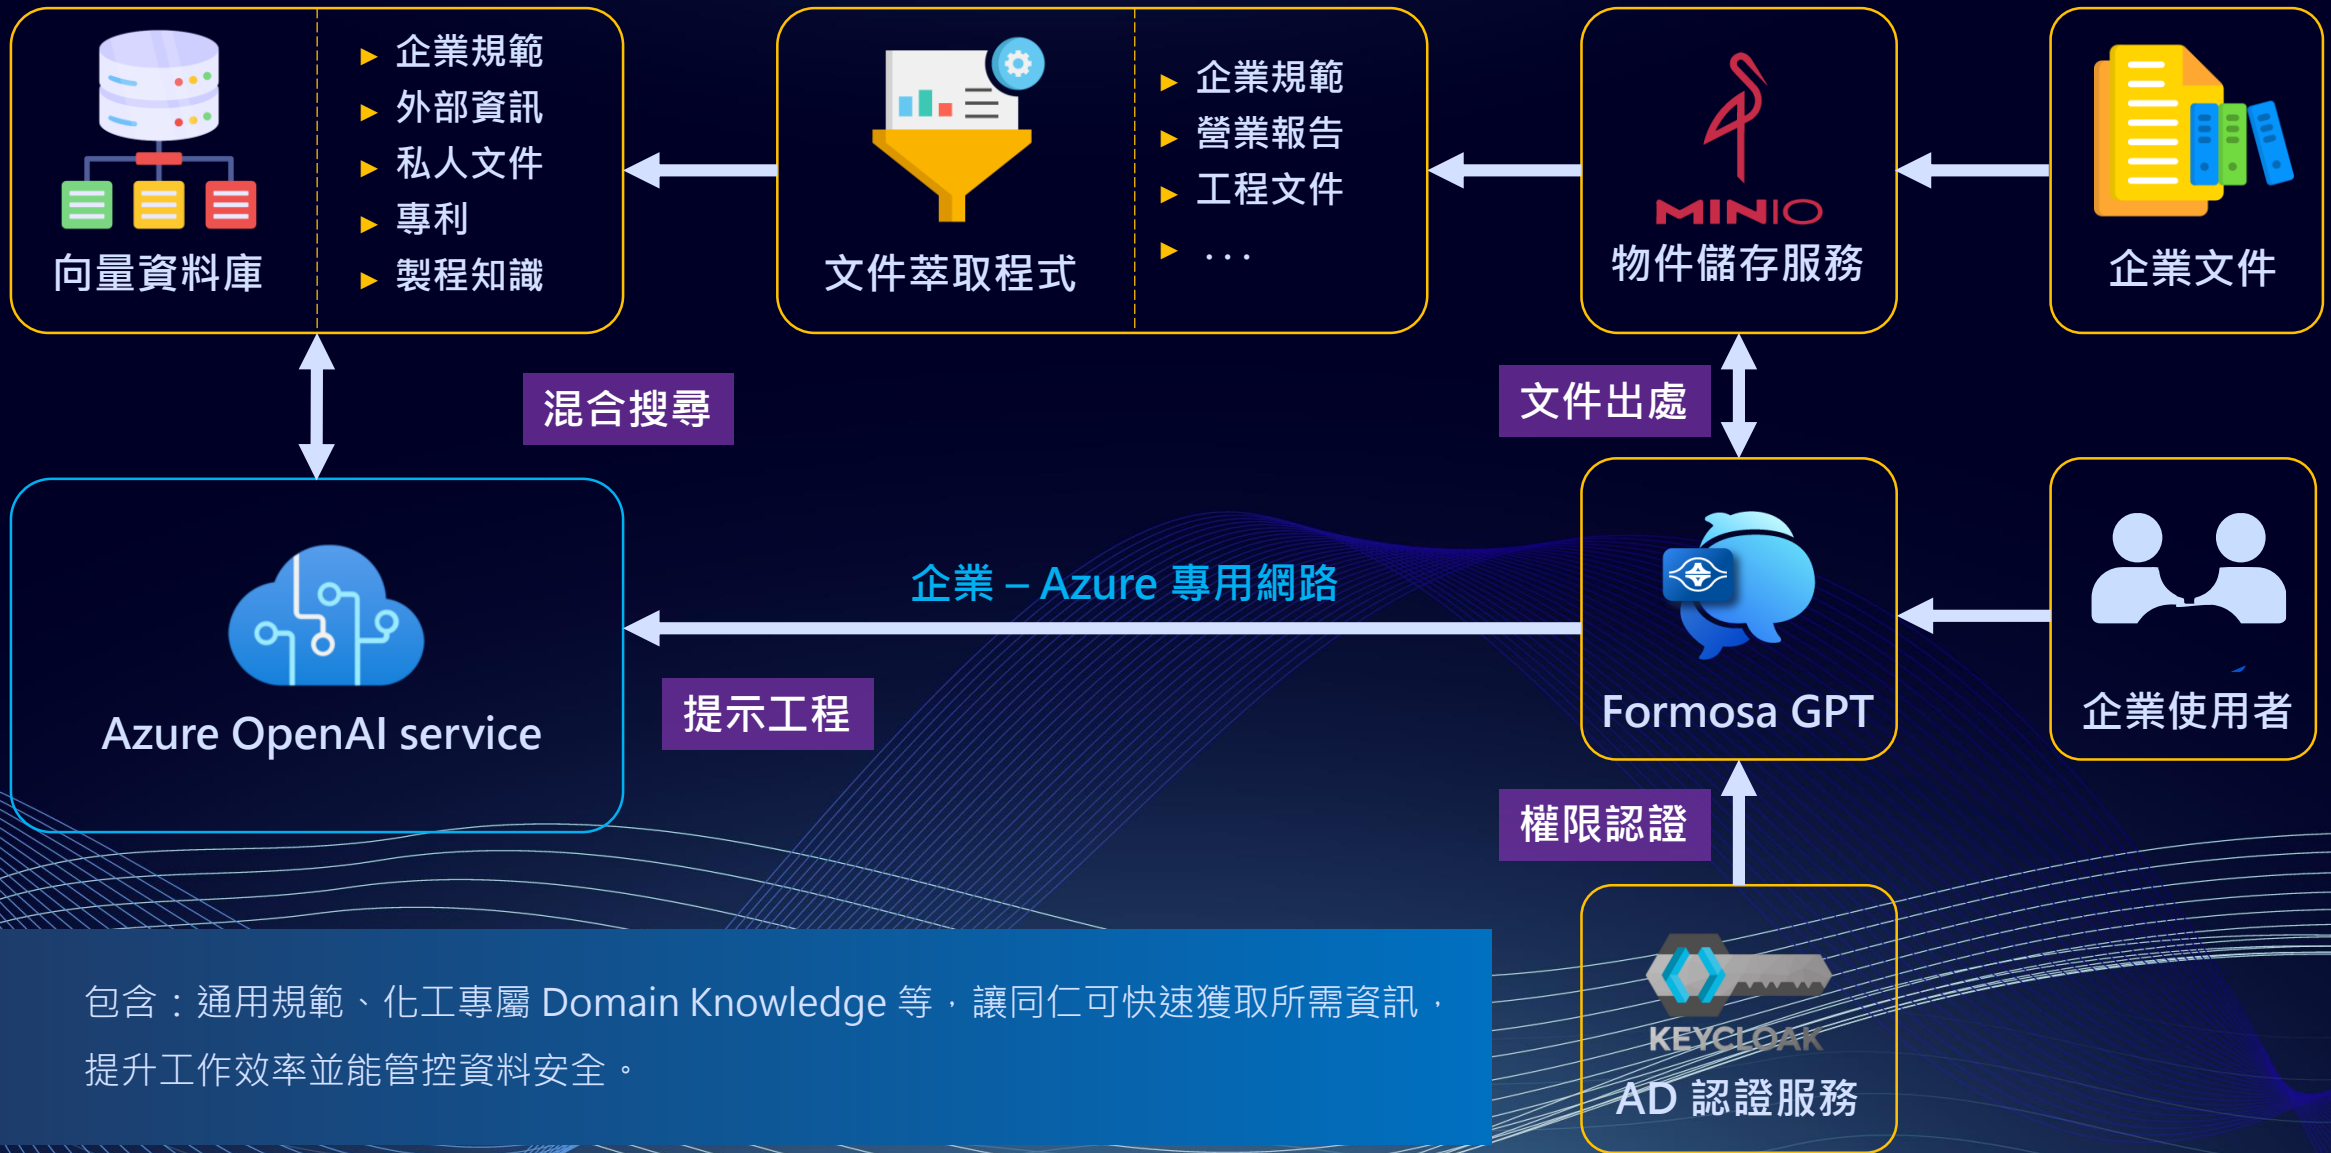 向量資料庫
► 企業規範
► 外部資訊
► 私人文件
► 專利
► 製程知識
文件萃取程式
► 企業規範
► 營業報告
► 工程文件
► ...
MINIO
物件儲存服務
企業文件
混合搜尋
文件出處
Azure OpenAI service
企業 – Azure 專用網路
提示工程
Formosa GPT
企業使用者
權限認證
KEYCLOAK
AD 認證服務
包含：通用規範、化工專屬 Domain Knowledge 等，讓同仁可快速獲取所需資訊，
提升工作效率並能管控資料安全。